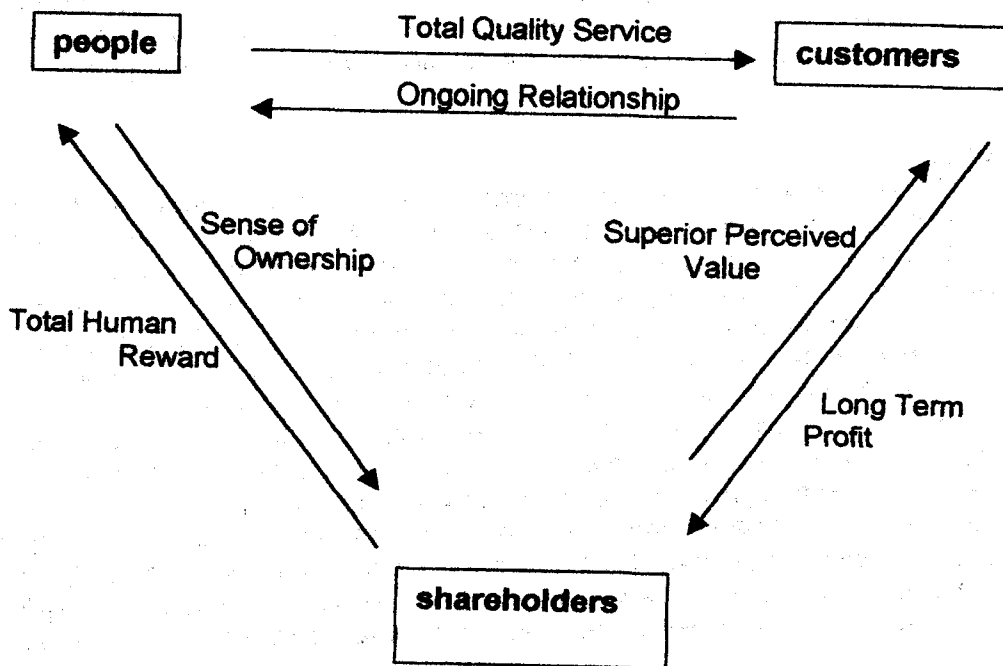 people
Total Quality Service
customers
Ongoing Relationship
Sense of
Ownership
Superior Perceived
Value
Total Human
Reward
Long Term
Profit
shareholders